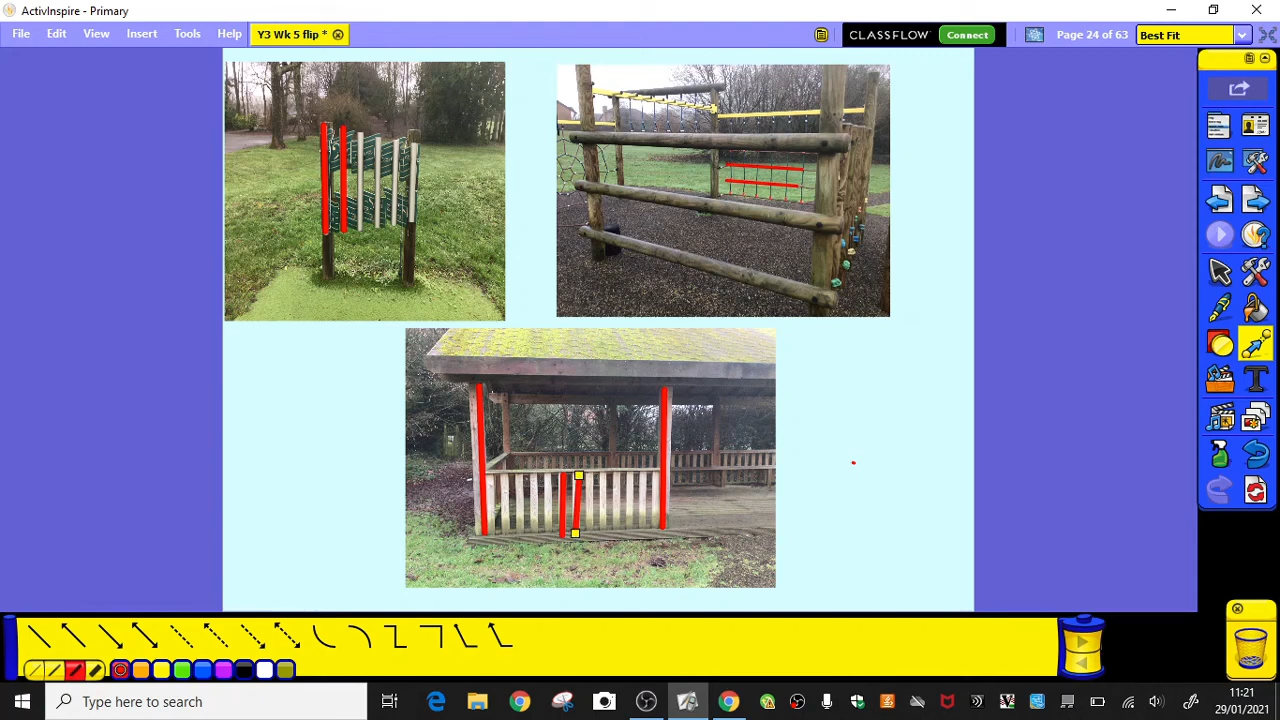 ActivInspire - Primary
File Edit View Insert Tools Help Y3 Wk 5 flip * CLASSFLOW Connect Page 24 of 63 Best Fit
Type here to search
11:21
29/01/2021